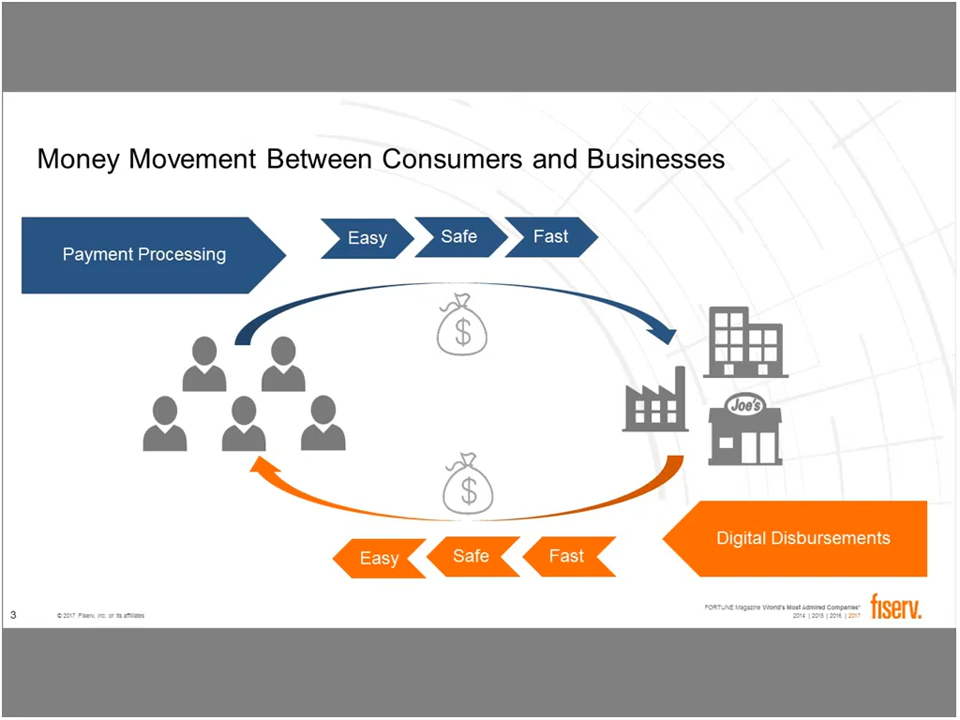 Money Movement Between Consumers and Businesses
Payment Processing
Easy
Safe
Fast
$
Joe's
$
Digital Disbursements
Easy
Safe
Fast
3
© 2017 Fiserv, Inc. or its affiliates
FORTUNE Magazine World's Most Admired Companies®
2014 | 2015 | 2016 | 2017
fiserv.